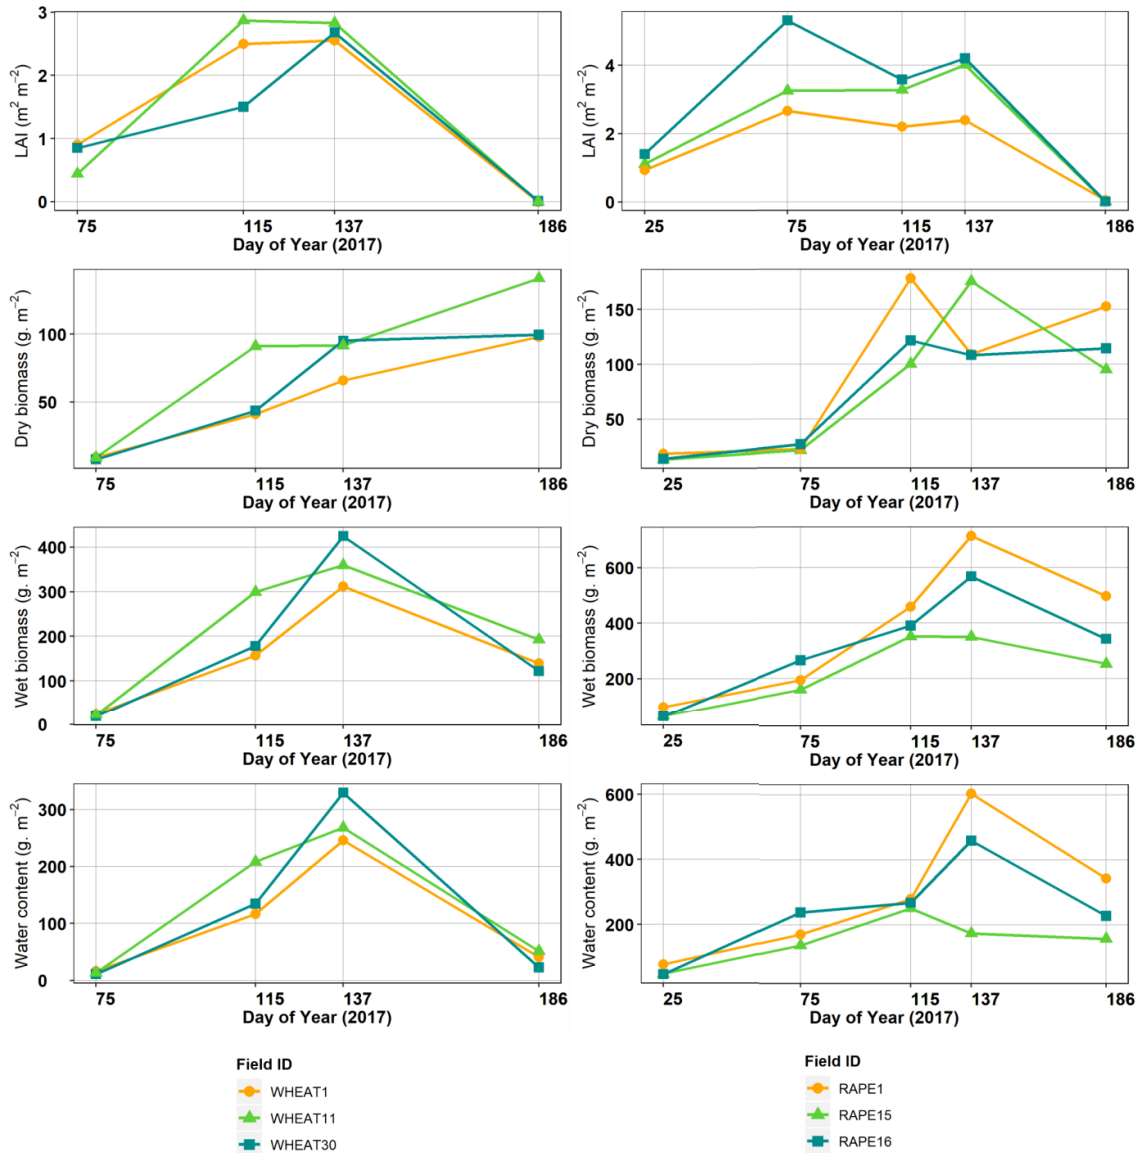 LAI (m² m⁻²)
3
2
1
0
75 115 137 186
Day of Year (2017)
LAI (m² m⁻²)
4
2
0
25 75 115 137 186
Day of Year (2017)
Dry biomass (g. m⁻²)
100
50
75 115 137 186
Day of Year (2017)
Dry biomass (g. m⁻²)
150
100
50
25 75 115 137 186
Day of Year (2017)
Wet biomass (g. m⁻²)
400
300
200
100
0
75 115 137 186
Day of Year (2017)
Wet biomass (g. m⁻²)
600
400
200
25 75 115 137 186
Day of Year (2017)
Water content (g. m⁻²)
300
200
100
0
75 115 137 186
Day of Year (2017)
Water content (g. m⁻²)
600
400
200
25 75 115 137 186
Day of Year (2017)
Field ID
WHEAT1
WHEAT11
WHEAT30
Field ID
RAPE1
RAPE15
RAPE16